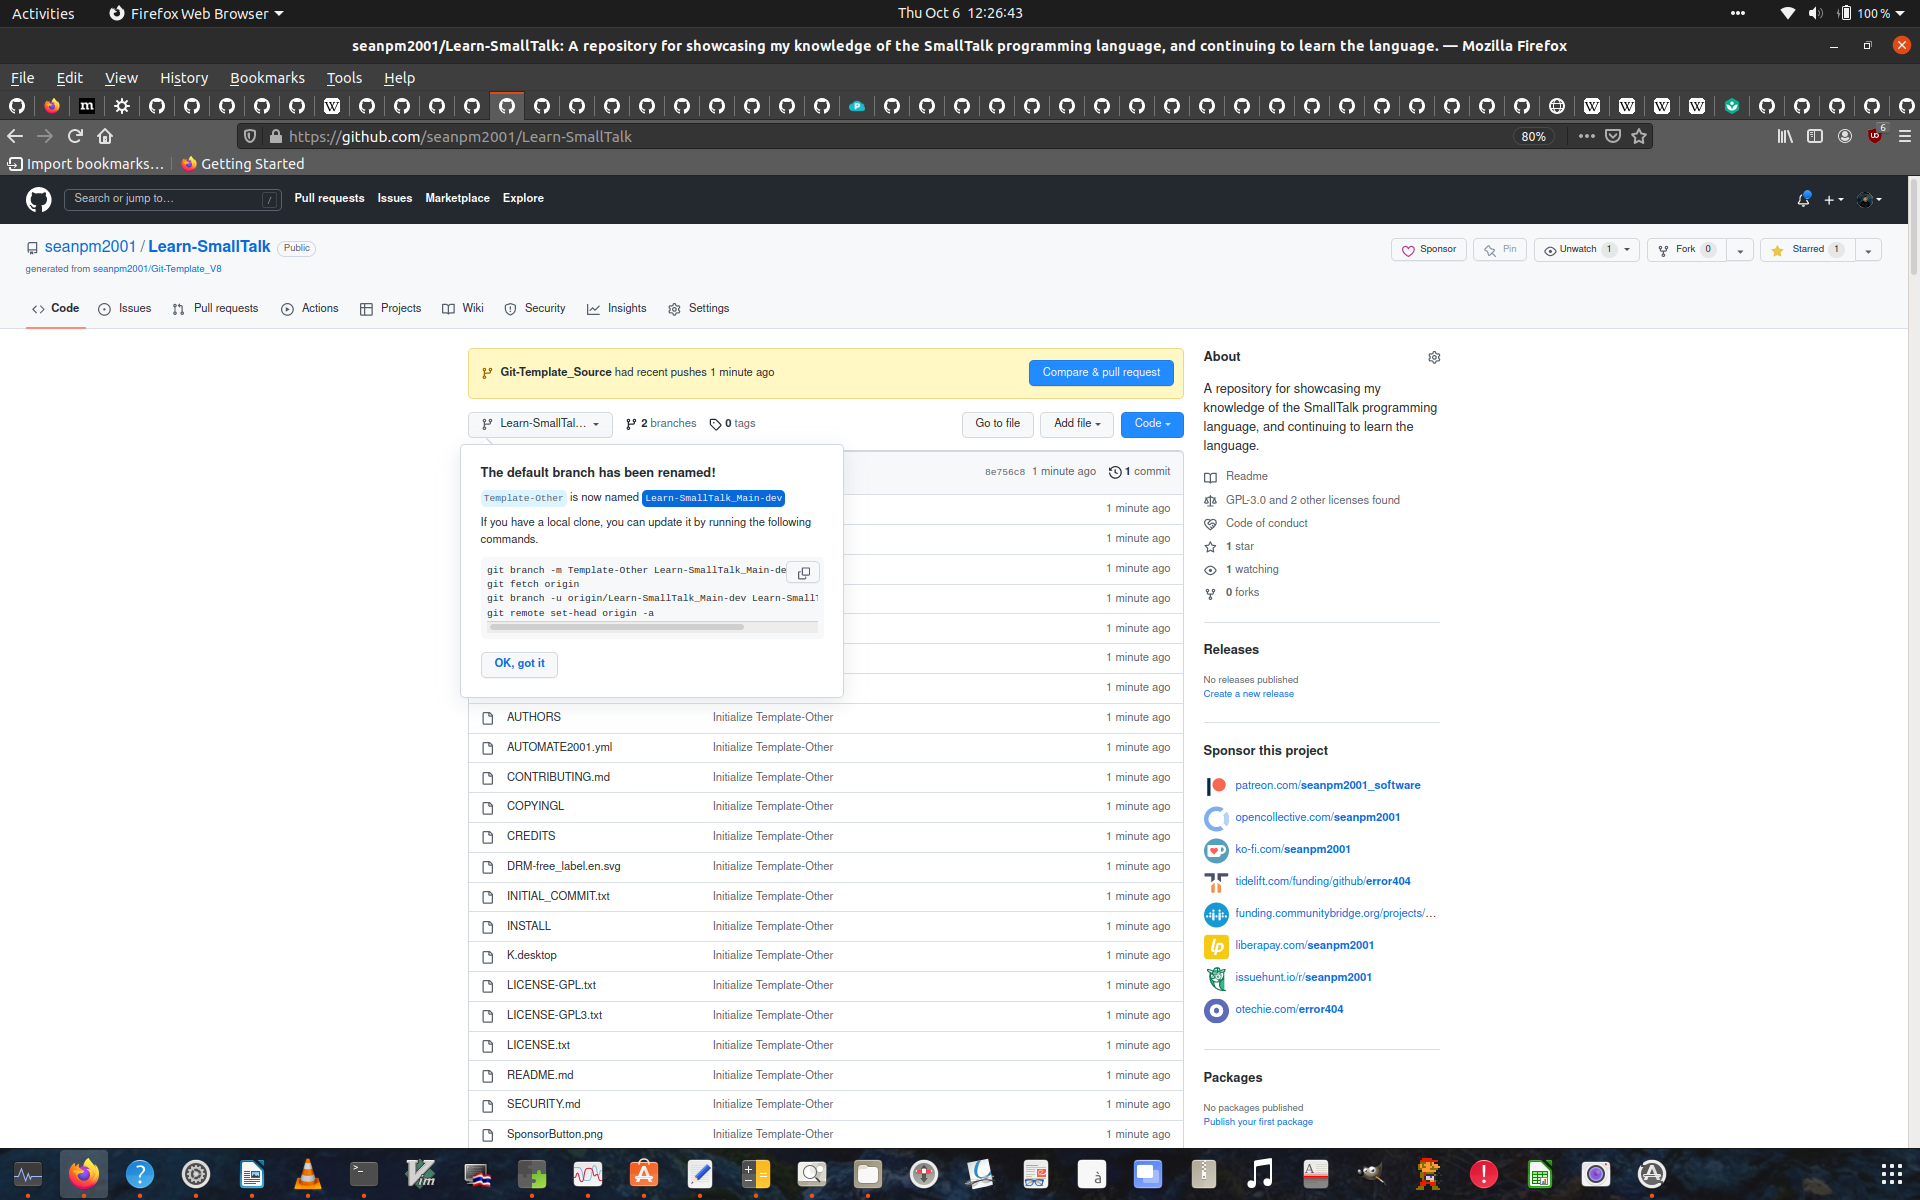 Activities
Firefox Web Browser
Thu Oct 6 12:26:43
100 %
seanpm2001/Learn-SmallTalk: A repository for showcasing my knowledge of the SmallTalk programming language, and continuing to learn the language. — Mozilla Firefox
File Edit View History Bookmarks Tools Help
https://github.com/seanpm2001/Learn-SmallTalk
80%
6
Import bookmarks...
Getting Started
Search or jump to...
/
Pull requests Issues Marketplace Explore
seanpm2001 / Learn-SmallTalk Public
generated from seanpm2001/Git-Template_V8
Sponsor
Pin
Unwatch 1
Fork 0
Starred 1
Code Issues Pull requests Actions Projects Wiki Security Insights Settings
Git-Template_Source had recent pushes 1 minute ago
Compare & pull request
Learn-SmallTal...
2 branches 0 tags
Go to file
Add file
Code
The default branch has been renamed!
Template-Other is now named Learn-SmallTalk_Main-dev
If you have a local clone, you can update it by running the following
commands.
git branch -m Template-Other Learn-SmallTalk_Main-de
git fetch origin
git branch -u origin/Learn-SmallTalk_Main-dev Learn-SmallT
git remote set-head origin -a
OK, got it
8e756c8 1 minute ago 1 commit
1 minute ago
1 minute ago
1 minute ago
1 minute ago
1 minute ago
1 minute ago
1 minute ago
AUTHORS Initialize Template-Other 1 minute ago
AUTOMATE2001.yml Initialize Template-Other 1 minute ago
CONTRIBUTING.md Initialize Template-Other 1 minute ago
COPYINGL Initialize Template-Other 1 minute ago
CREDITS Initialize Template-Other 1 minute ago
DRM-free_label.en.svg Initialize Template-Other 1 minute ago
INITIAL_COMMIT.txt Initialize Template-Other 1 minute ago
INSTALL Initialize Template-Other 1 minute ago
K.desktop Initialize Template-Other 1 minute ago
LICENSE-GPL.txt Initialize Template-Other 1 minute ago
LICENSE-GPL3.txt Initialize Template-Other 1 minute ago
LICENSE.txt Initialize Template-Other 1 minute ago
README.md Initialize Template-Other 1 minute ago
SECURITY.md Initialize Template-Other 1 minute ago
SponsorButton.png Initialize Template-Other 1 minute ago
About
A repository for showcasing my
knowledge of the SmallTalk programming
language, and continuing to learn the
language.
Readme
GPL-3.0 and 2 other licenses found
Code of conduct
1 star
1 watching
0 forks
Releases
No releases published
Create a new release
Sponsor this project
patreon.com/seanpm2001_software
opencollective.com/seanpm2001
ko-fi.com/seanpm2001
tidelift.com/funding/github/error404
funding.communitybridge.org/projects/...
liberapay.com/seanpm2001
issuehunt.io/r/seanpm2001
otechie.com/error404
Packages
No packages published
Publish your first package